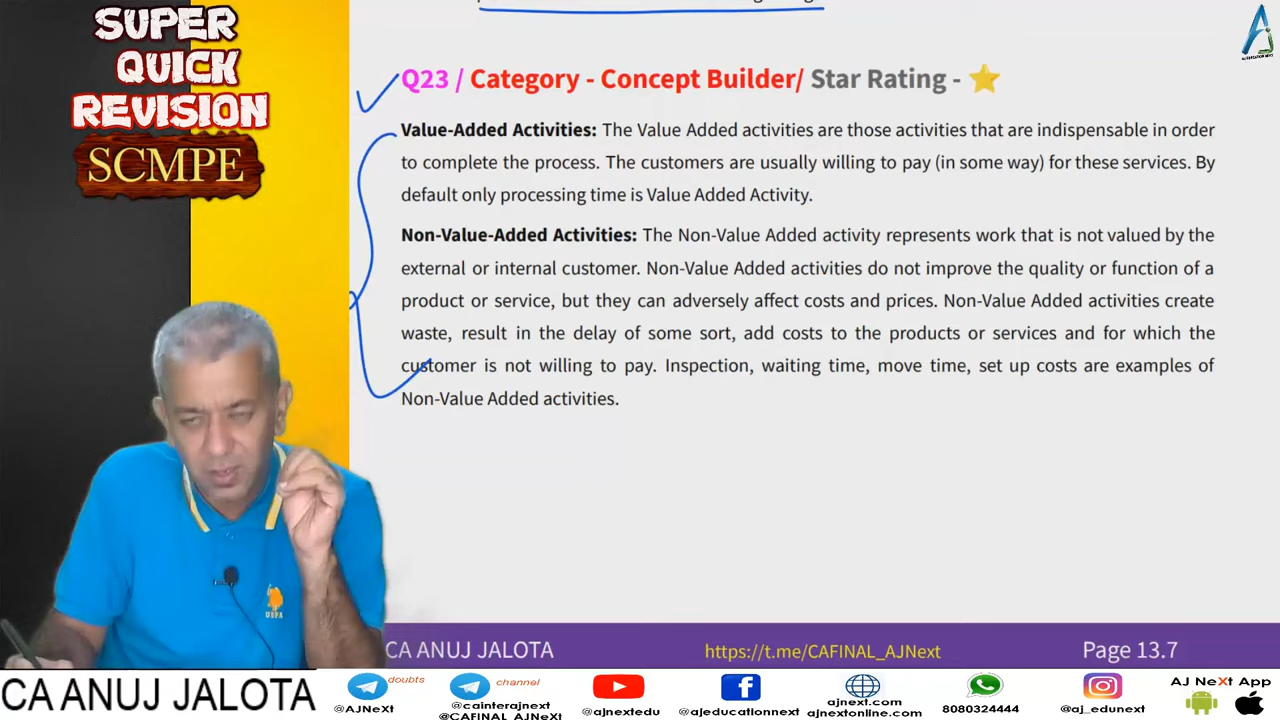 SUPER
QUICK
REVISION
SCMPE
Q23 / Category - Concept Builder/ Star Rating -
Value-Added Activities: The Value Added activities are those activities that are indispensable in order
to complete the process. The customers are usually willing to pay (in some way) for these services. By
default only processing time is Value Added Activity.
Non-Value-Added Activities: The Non-Value Added activity represents work that is not valued by the
external or internal customer. Non-Value Added activities do not improve the quality or function of a
product or service, but they can adversely affect costs and prices. Non-Value Added activities create
waste, result in the delay of some sort, add costs to the products or services and for which the
customer is not willing to pay. Inspection, waiting time, move time, set up costs are examples of
Non-Value Added activities.
USPA
CA ANUJ JALOTA
https://t.me/CAFINAL_AJNext
Page 13.7
CA ANUJ JALOTA
doubts
@AJNeXt
channel
@cainterajnext
@CAFINAL_AJNeXt
@ajnextedu
@ajeducationnext
ajnext.com
ajnextonline.com
8080324444
@aj_edunext
AJ NeXt App